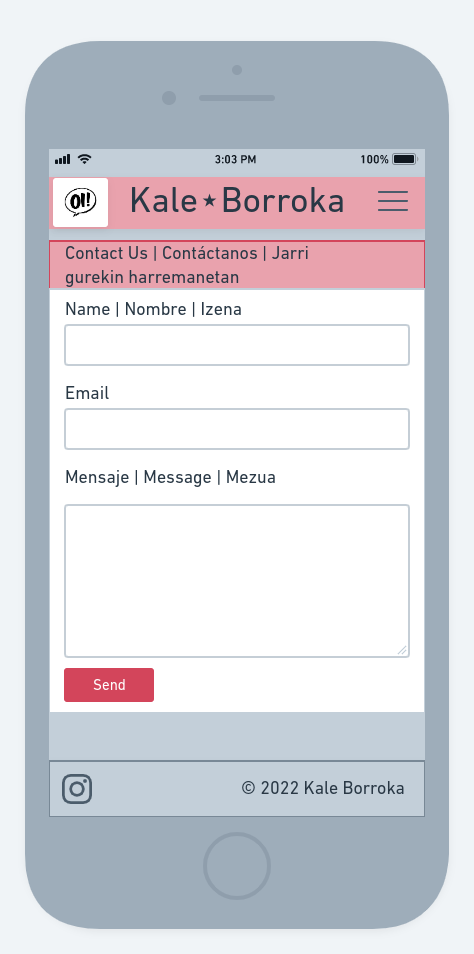 3:03 PM
100%
OI!
Kale ★ Borroka
Contact Us | Contáctanos | Jarri
gurekin harremanetan
Name | Nombre | Izena
Email
Mensaje | Message | Mezua
Send
© 2022 Kale Borroka